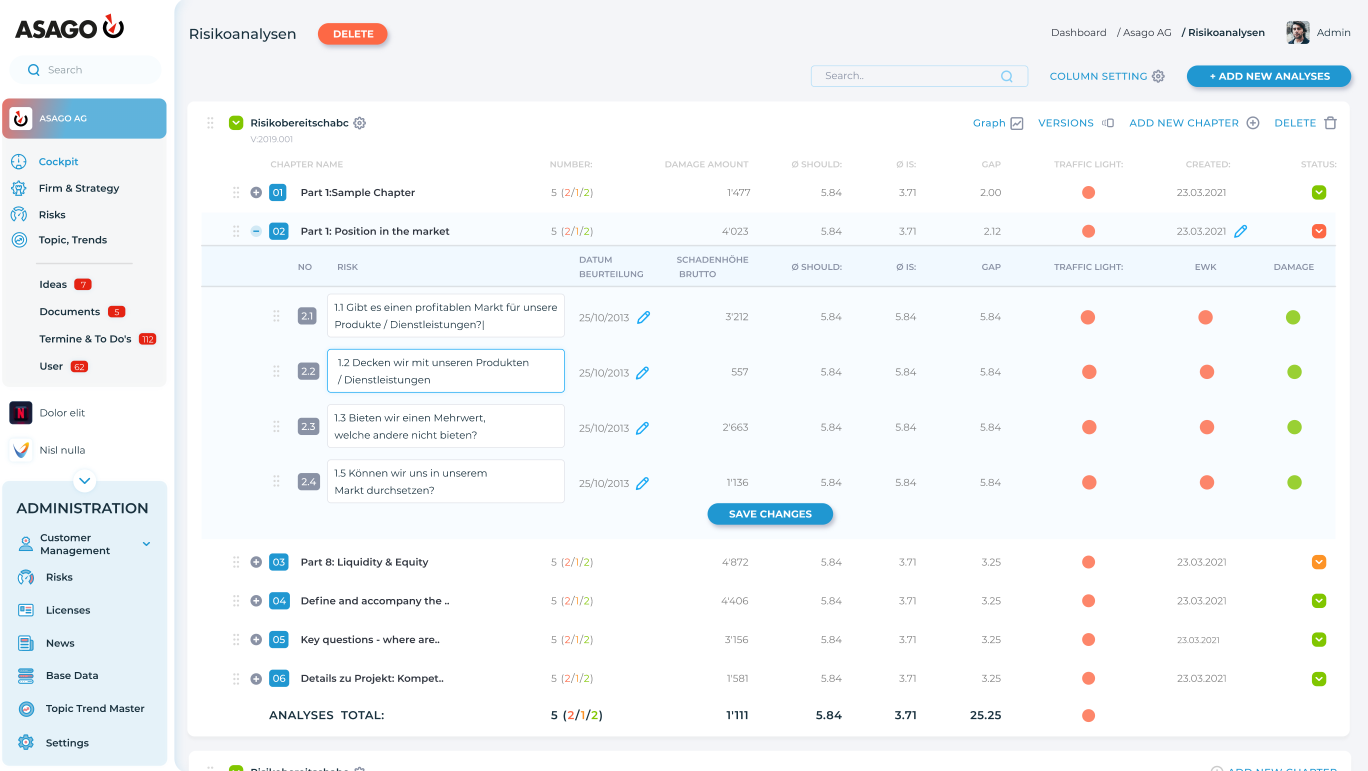 ASAGO
Search
ASAGO AG
Cockpit
Firm & Strategy
Risks
Topic, Trends
Ideas 7
Documents 5
Termine & To Do's 112
User 62
Dolor elit
Nisl nulla
ADMINISTRATION
Customer
Management
Risks
Licenses
News
Base Data
Topic Trend Master
Settings
Risikoanalysen DELETE
Dashboard / Asago AG / Risikoanalysen Admin
Search.. COLUMN SETTING + ADD NEW ANALYSES
Risikobereitschabc Graph VERSIONS ADD NEW CHAPTER DELETE
V:2019.001
CHAPTER NAME NUMBER: DAMAGE AMOUNT Ø SHOULD: Ø IS: GAP TRAFFIC LIGHT: CREATED: STATUS:
01 Part 1:Sample Chapter 5 (2/1/2) 1'477 5.84 3.71 2.00 23.03.2021
02 Part 1: Position in the market 5 (2/1/2) 4'023 5.84 3.71 2.12 23.03.2021
NO RISK DATUM BEURTEILUNG SCHADENHÖHE BRUTTO Ø SHOULD: Ø IS: GAP TRAFFIC LIGHT: EWK DAMAGE
2.1 1.1 Gibt es einen profitablen Markt für unsere
Produkte / Dienstleistungen?| 25/10/2013 3'212 5.84 5.84 5.84
2.2 1.2 Decken wir mit unseren Produkten
/ Dienstleistungen 25/10/2013 557 5.84 5.84 5.84
2.3 1.3 Bieten wir einen Mehrwert,
welche andere nicht bieten? 25/10/2013 2'663 5.84 5.84 5.84
2.4 1.5 Können wir uns in unserem
Markt durchsetzen? 25/10/2013 1'136 5.84 5.84 5.84
SAVE CHANGES
03 Part 8: Liquidity & Equity 5 (2/1/2) 4'872 5.84 3.71 3.25 23.03.2021
04 Define and accompany the .. 5 (2/1/2) 4'406 5.84 3.71 3.25 23.03.2021
05 Key questions - where are.. 5 (2/1/2) 3'156 5.84 3.71 3.25 23.03.2021
06 Details zu Projekt: Kompet.. 5 (2/1/2) 1'581 5.84 3.71 3.25 23.03.2021
ANALYSES TOTAL: 5 (2/1/2) 1'111 5.84 3.71 25.25
Risikobereitschabc ADD NEW CHAPTER